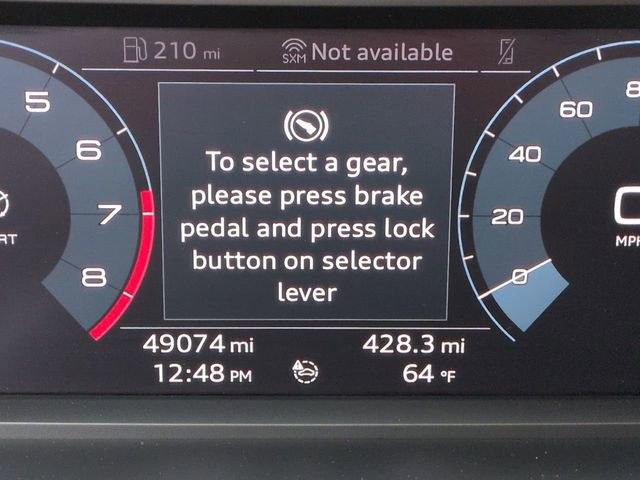 210 mi
SXM Not available
5
6
7
8
To select a gear,
please press brake
pedal and press lock
button on selector
lever
60
40
20
0
MPH
49074 mi
428.3 mi
12:48 PM
64 °F